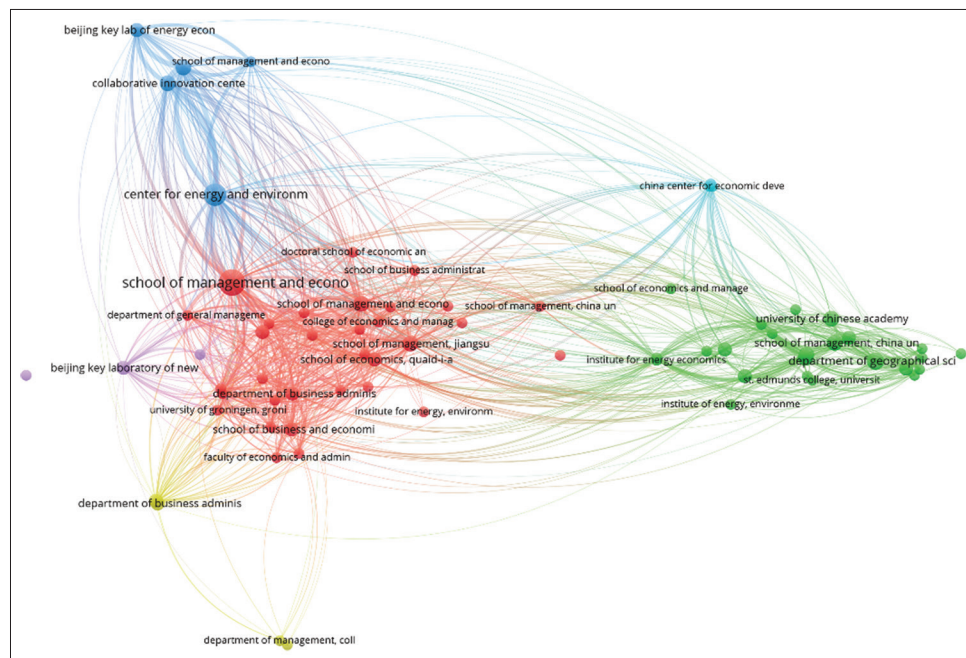 beijing key lab of energy econ
school of management and econo
collaborative innovation cente
china center for economic deve
center for energy and environm
doctoral school of economic an
school of business administrat
school of management and econo
school of economics and manage
school of management and econo
school of management, china un
department of general manageme
college of economics and manag
university of chinese academy
school of management, jiangsu
school of management, china un
school of economics, quaid-i-a
institute for energy economics
department of geographical sci
beijing key laboratory of new
st. edmunds college, universit
department of business adminis
institute of energy, environme
university of groningen, groni
institute for energy, environm
school of business and economi
faculty of economics and admin
department of business adminis
department of management, coll